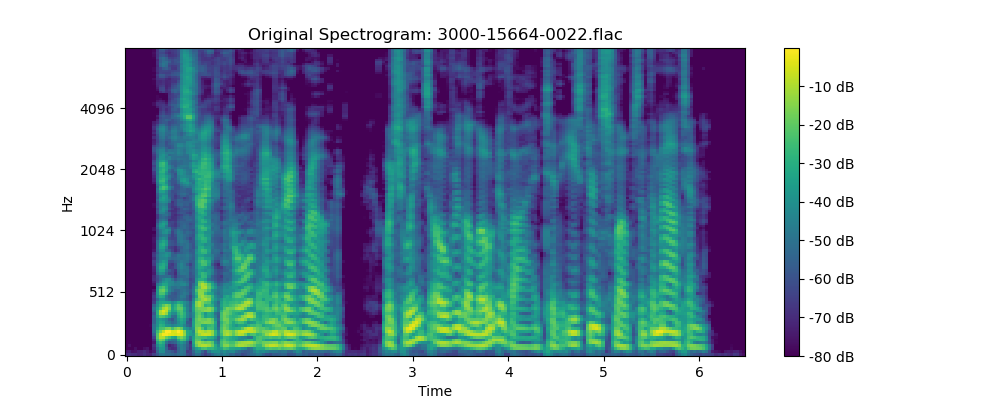 Original Spectrogram: 3000-15664-0022.flac
Hz
4096
2048
1024
512
0
0 1 2 3 4 5 6
Time
-10 dB
-20 dB
-30 dB
-40 dB
-50 dB
-60 dB
-70 dB
-80 dB